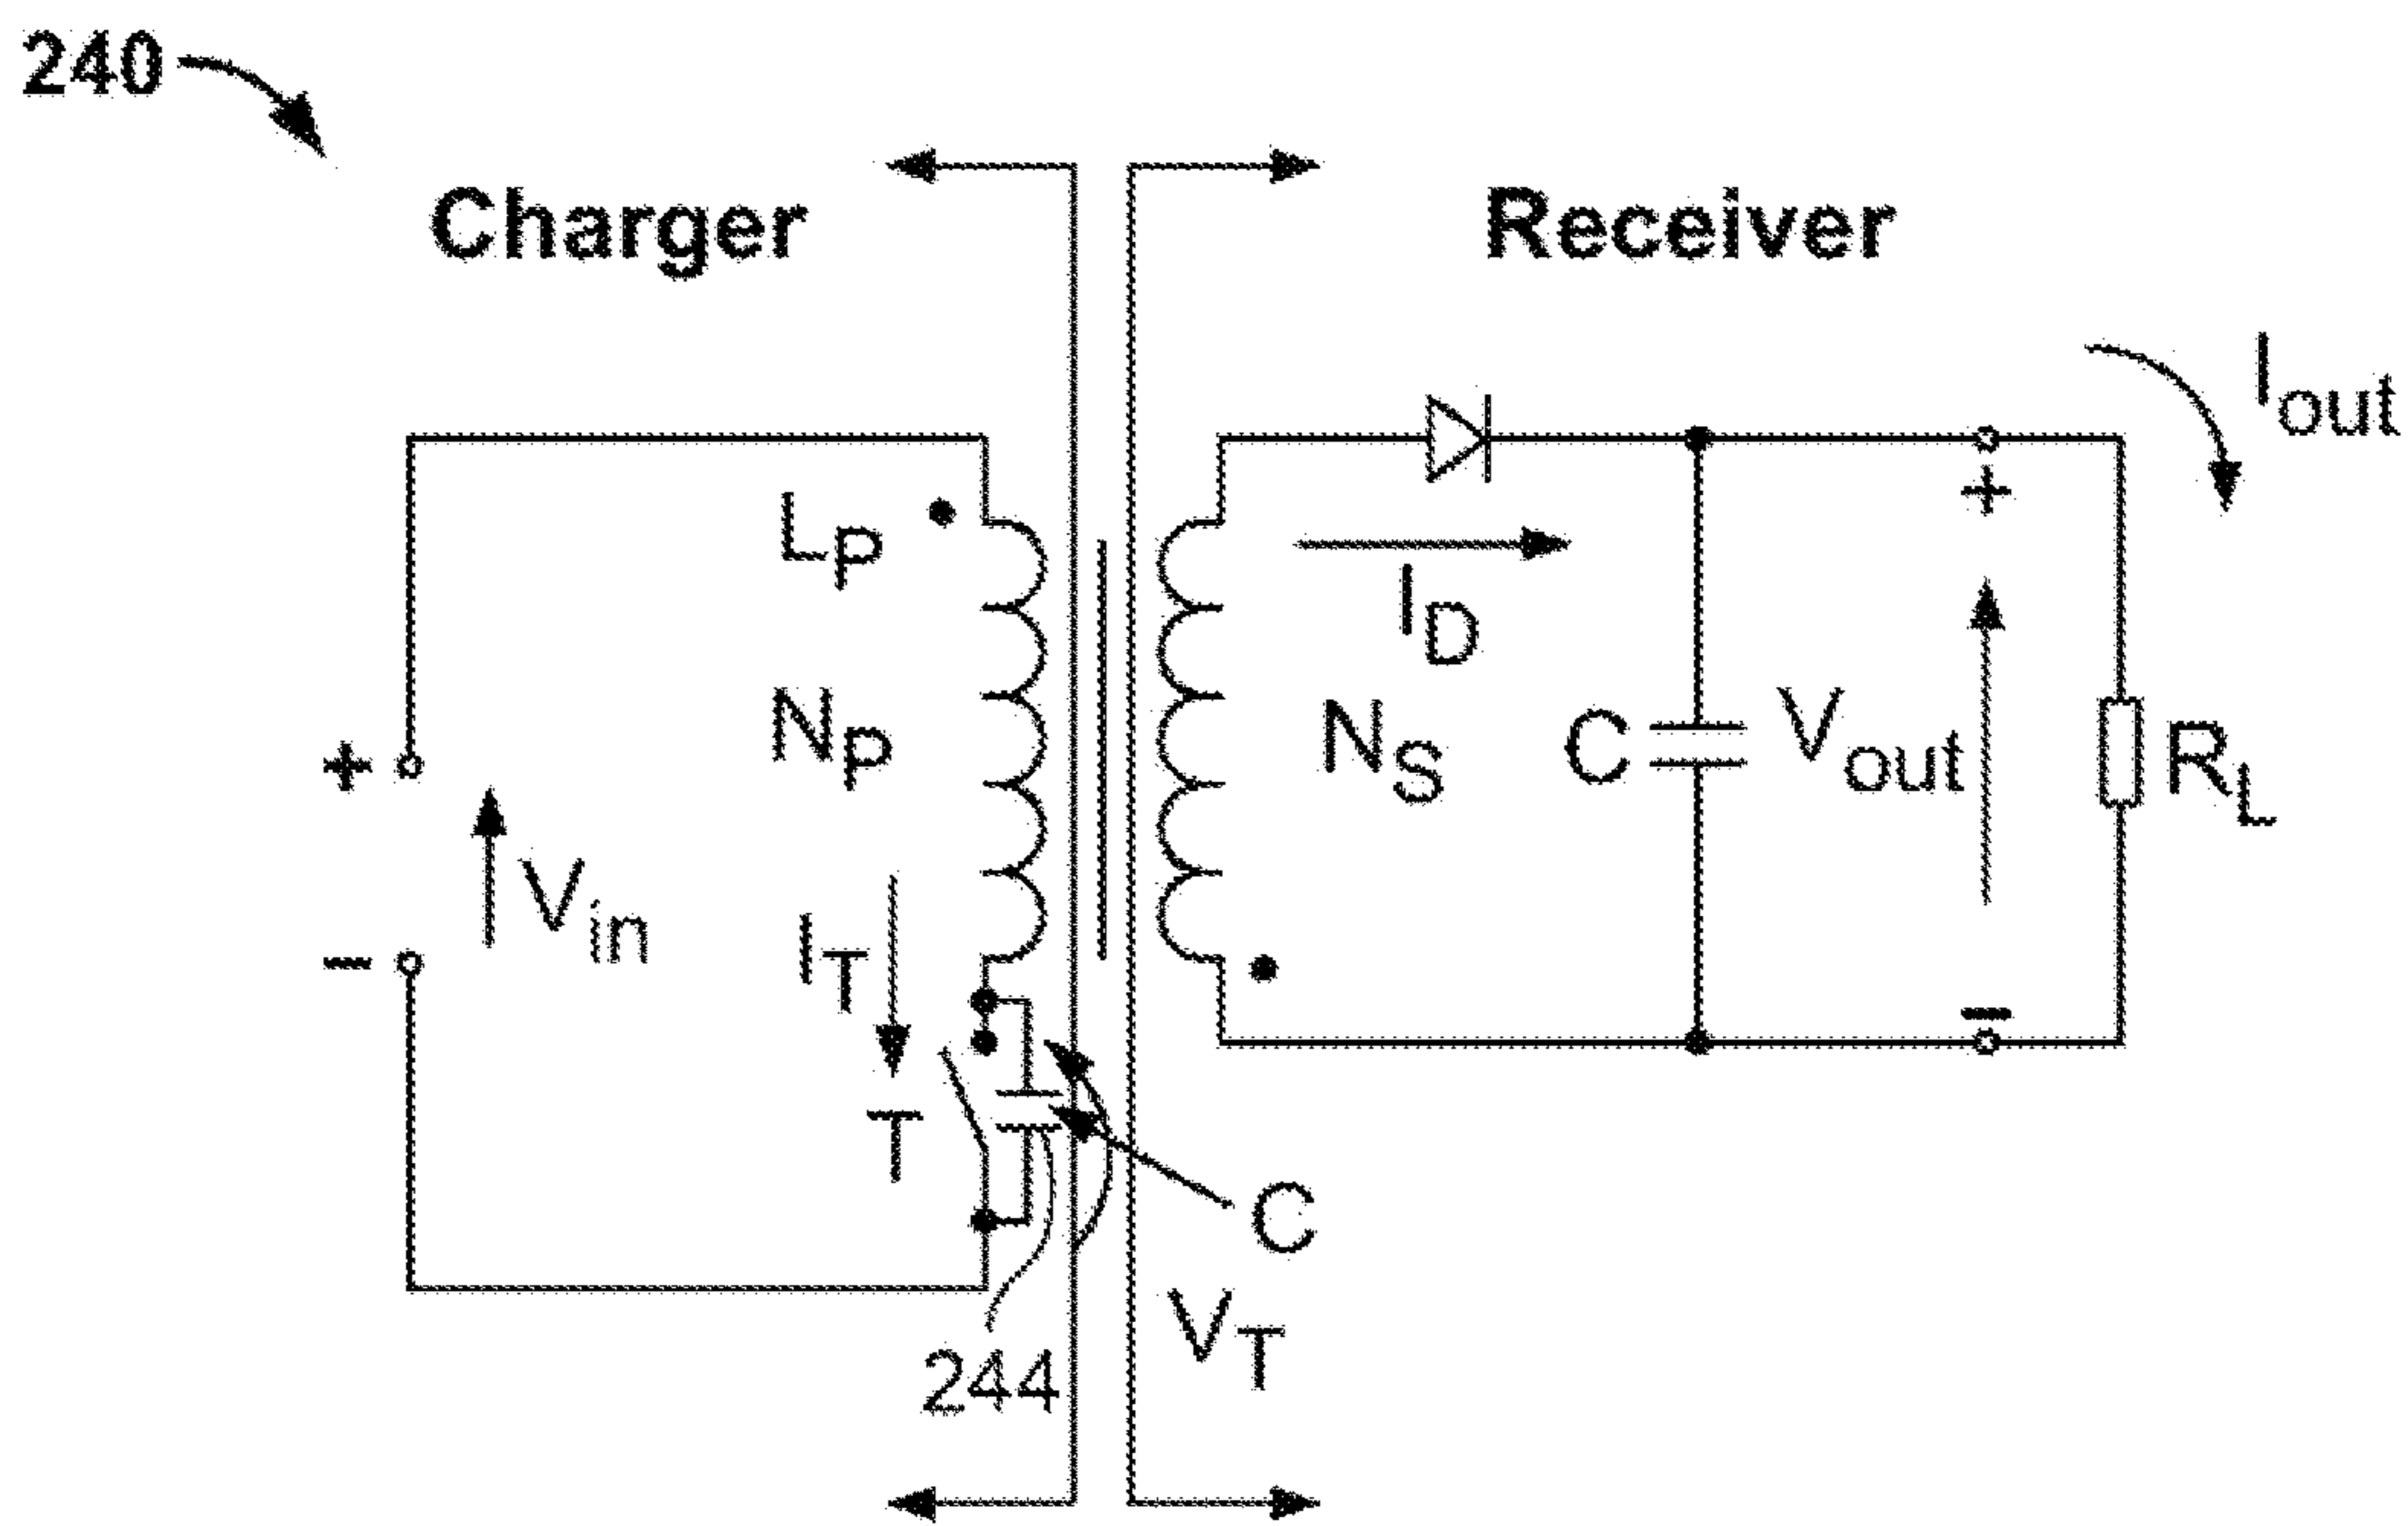 240
Charger
Receiver
Iout
LP
ID
NP
NS
C
Vout
RL
+
+
Vin
−
−
IT
T
C
VT
244